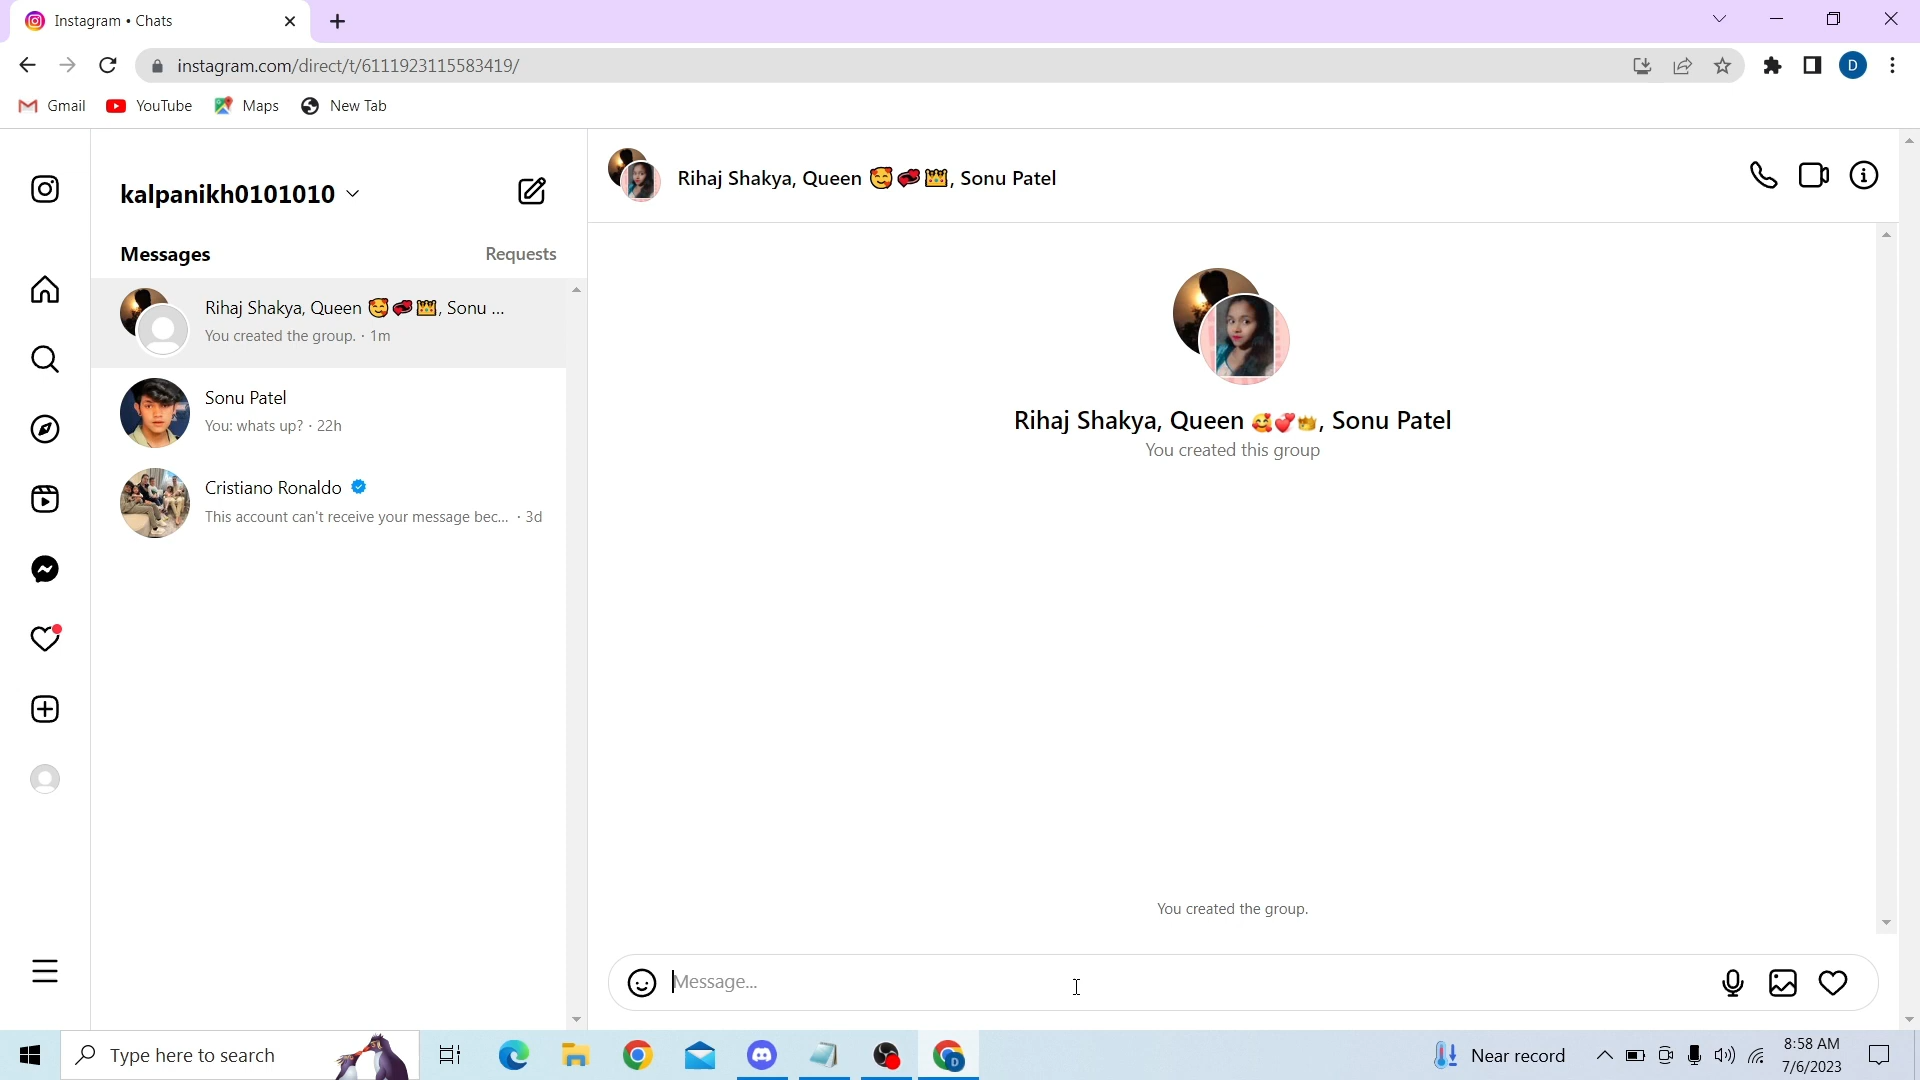 Instagram • Chats
instagram.com/direct/t/6111923115583419/
D
Gmail
YouTube
Maps
New Tab
kalpanikh0101010
Messages
Requests
Rihaj Shakya, Queen 🥰💞👑, Sonu ...
You created the group. · 1m
Sonu Patel
You: whats up? · 22h
Cristiano Ronaldo
This account can't receive your message bec... · 3d
Rihaj Shakya, Queen 🥰💞👑, Sonu Patel
Rihaj Shakya, Queen 🥰💞👑, Sonu Patel
You created this group
You created the group.
Message...
Type here to search
D
Near record
8:58 AM
7/6/2023